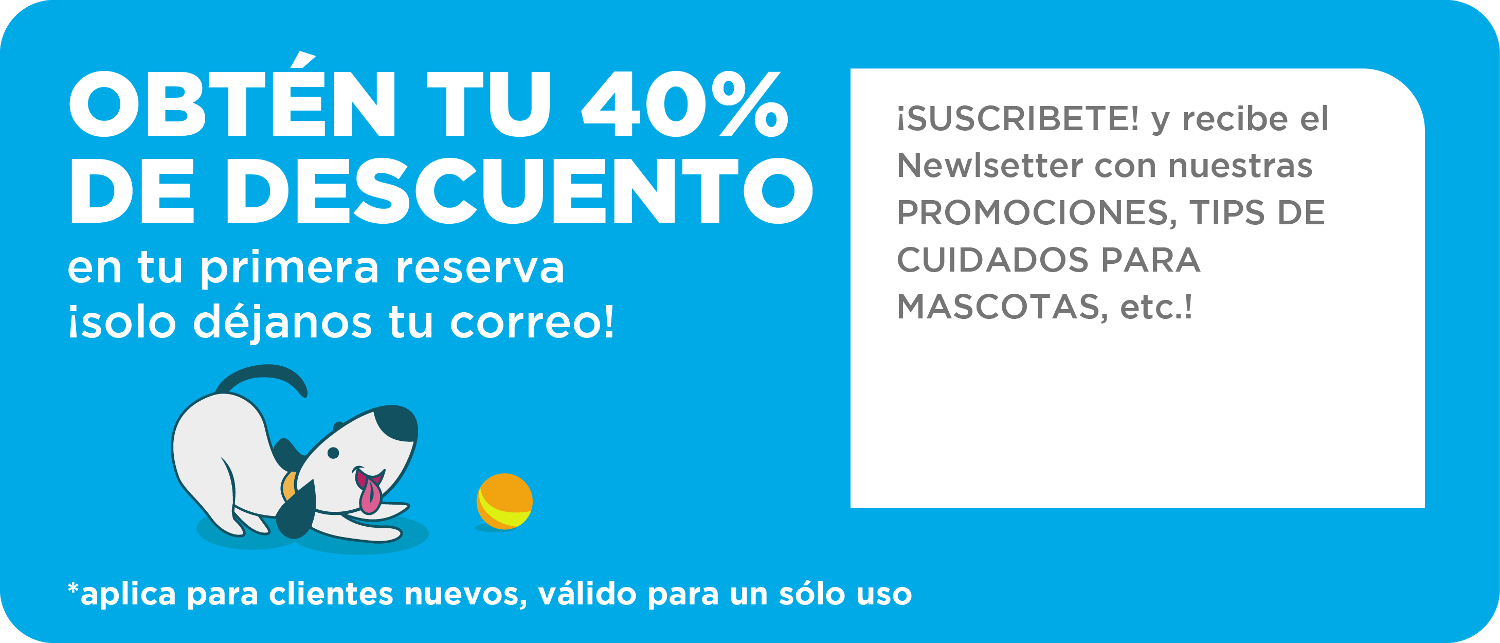 OBTÉN TU 40%
DE DESCUENTO
en tu primera reserva
¡solo déjanos tu correo!
¡SUSCRIBETE! y recibe el
Newlsetter con nuestras
PROMOCIONES, TIPS DE
CUIDADOS PARA
MASCOTAS, etc.!
*aplica para clientes nuevos, válido para un sólo uso